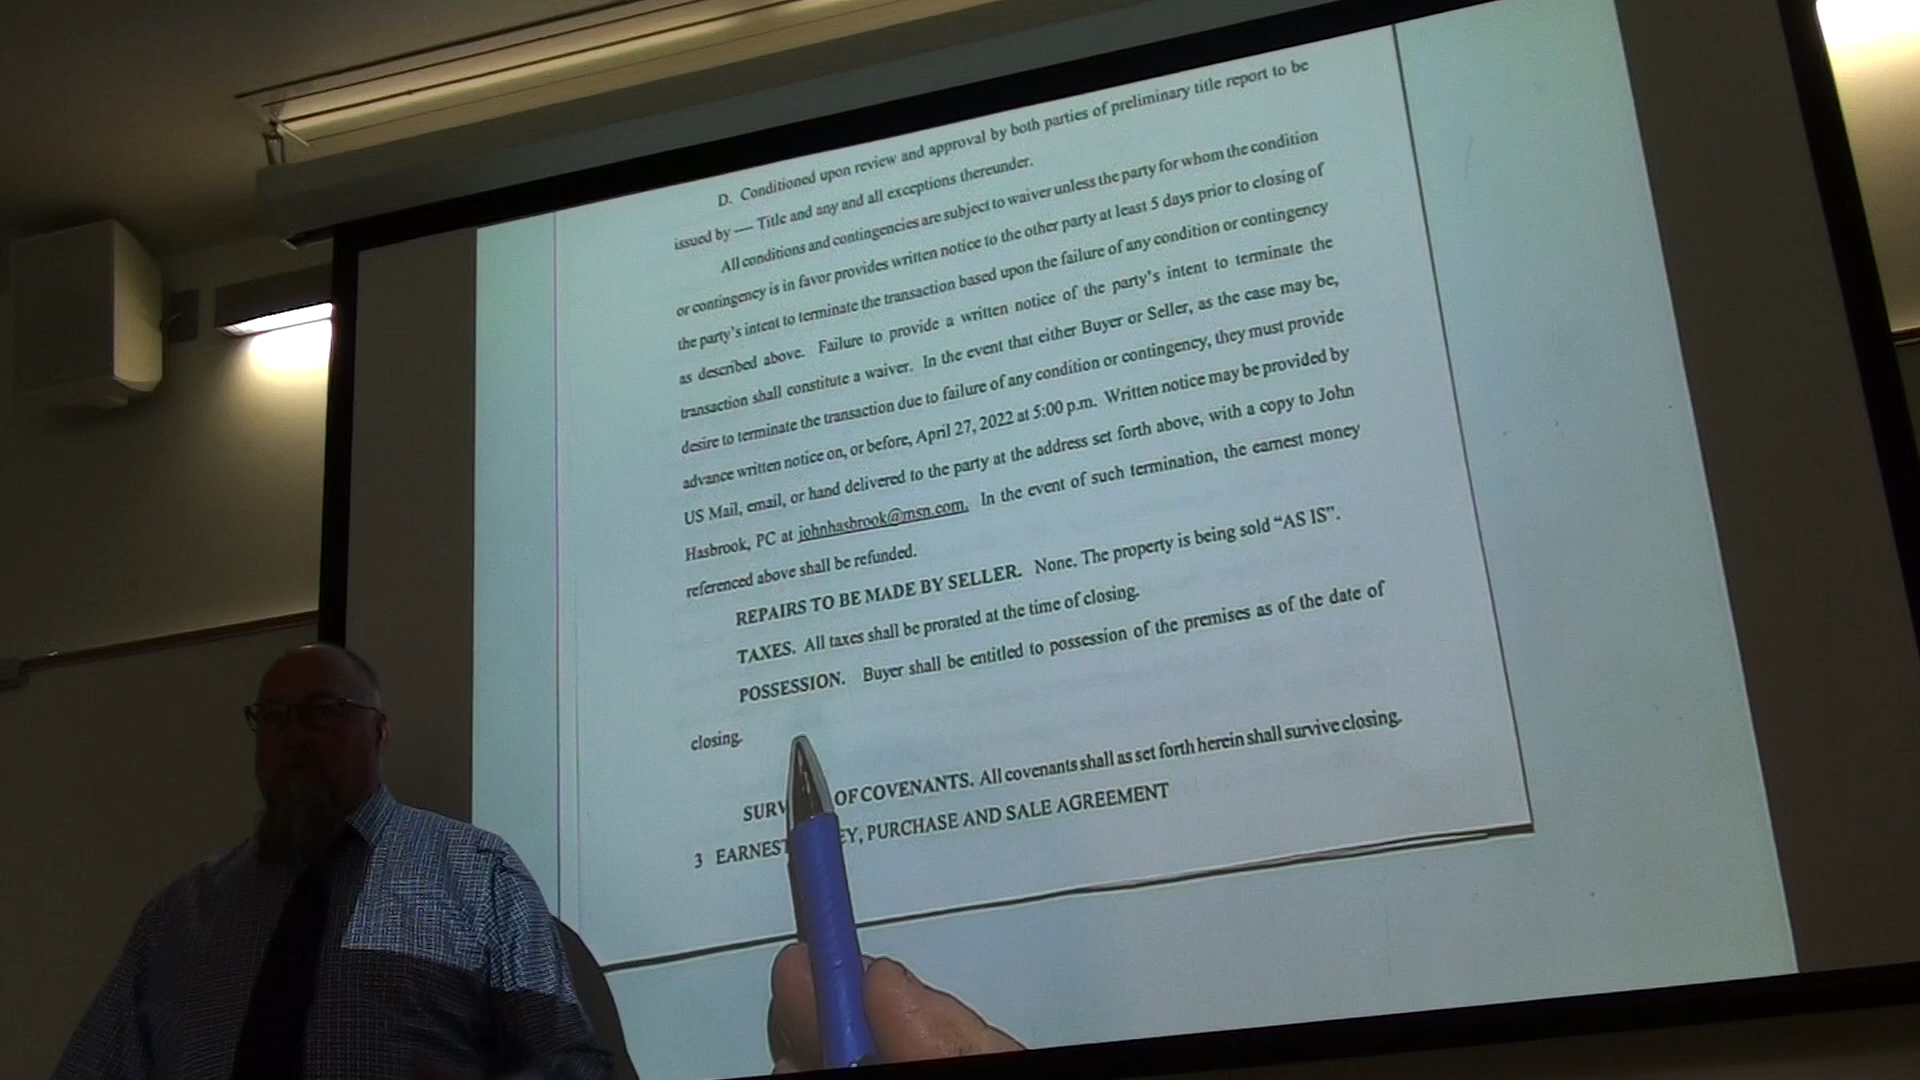 D. Conditioned upon review and approval by both parties of preliminary title report to be
issued by — Title and any and all exceptions thereunder.
All conditions and contingencies are subject to waiver unless the party for whom the condition
or contingency is in favor provides written notice to the other party at least 5 days prior to closing of
the party's intent to terminate the transaction based upon the failure of any condition or contingency
as described above. Failure to provide a written notice of the party's intent to terminate the
transaction shall constitute a waiver. In the event that either Buyer or Seller, as the case may be,
desire to terminate the transaction due to failure of any condition or contingency, they must provide
advance written notice on, or before, April 27, 2022 at 5:00 p.m. Written notice may be provided by
US Mail, email, or hand delivered to the party at the address set forth above, with a copy to John
Hasbrook, PC at johnhasbrook@msn.com. In the event of such termination, the earnest money
referenced above shall be refunded.
REPAIRS TO BE MADE BY SELLER. None. The property is being sold “AS IS”.
TAXES. All taxes shall be prorated at the time of closing.
POSSESSION. Buyer shall be entitled to possession of the premises as of the date of
closing.
OF COVENANTS. All covenants shall as set forth herein shall survive closing.
3 EARNEST PURCHASE AND SALE AGREEMENT